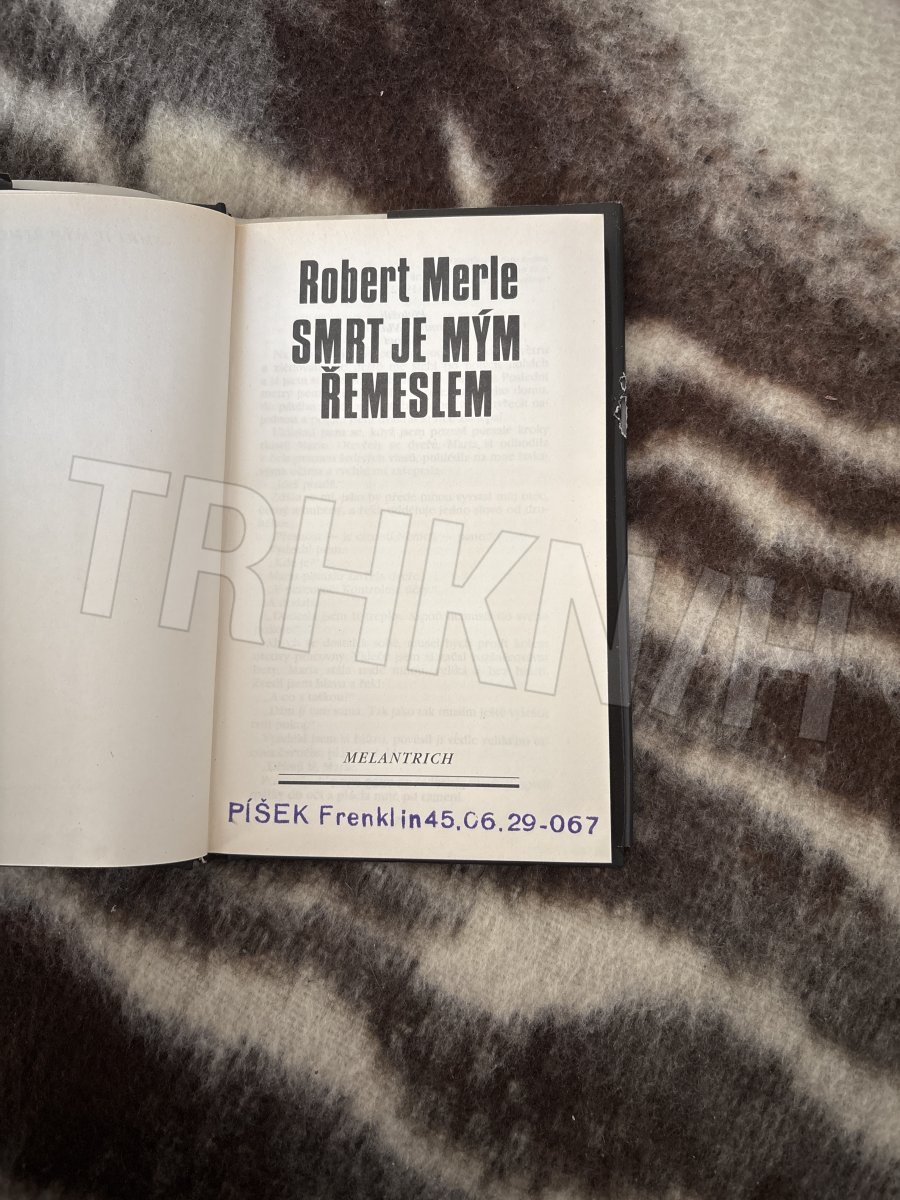 Robert Merle
SMRT JE MÝM
ŘEMESLEM
MELANTRICH
PÍŠEK Frenklin45.06.29-067
TRHKNIH